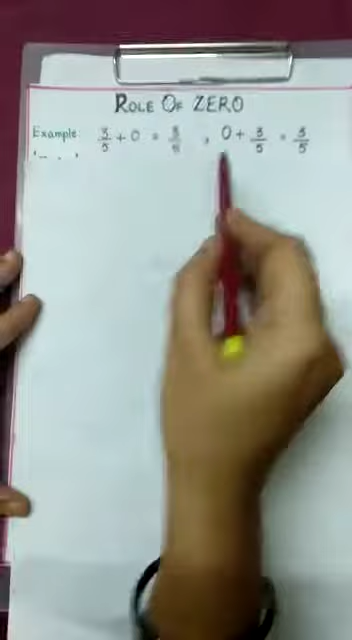 ROLE OF ZERO
Example: 3/5 + 0 = 3/5 , 0 + 3/5 = 3/5